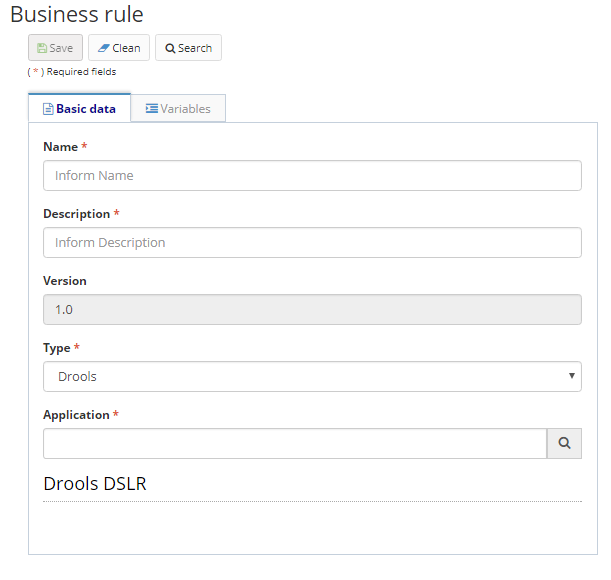 Business rule
Save Clean Search
( * ) Required fields
Basic data Variables
Name *
Inform Name
Description *
Inform Description
Version
1.0
Type *
Drools
Application *
Drools DSLR